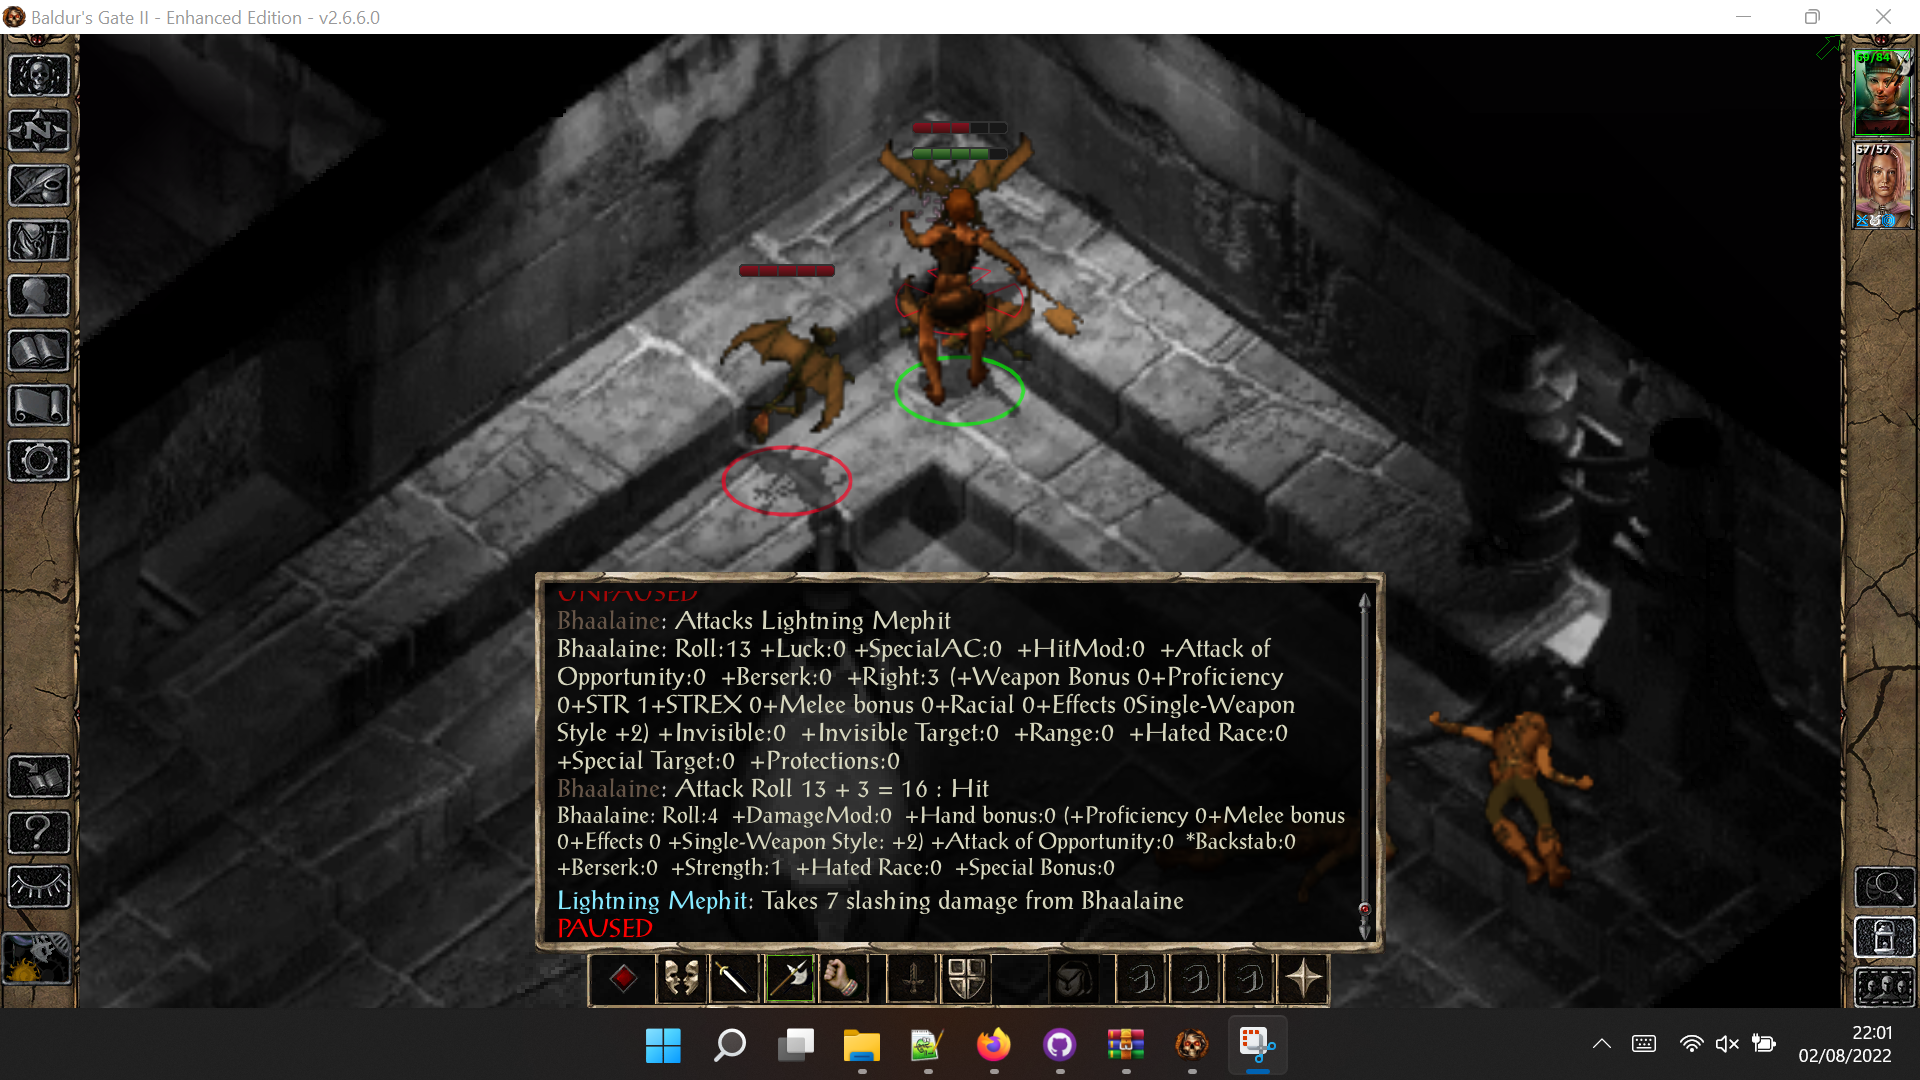 Baldur's Gate II - Enhanced Edition - v2.6.6.0
N
69/84
57/57
UNPAUSED
Bhaalaine: Attacks Lightning Mephit
Bhaalaine: Roll:13 +Luck:0 +SpecialAC:0 +HitMod:0 +Attack of
Opportunity:0 +Berserk:0 +Right:3 (+Weapon Bonus 0+Proficiency
0+STR 1+STREX 0+Melee bonus 0+Racial 0+Effects 0Single-Weapon
Style +2) +Invisible:0 +Invisible Target:0 +Range:0 +Hated Race:0
+Special Target:0 +Protections:0
Bhaalaine: Attack Roll 13 + 3 = 16 : Hit
Bhaalaine: Roll:4 +DamageMod:0 +Hand bonus:0 (+Proficiency 0+Melee bonus
0+Effects 0 +Single-Weapon Style: +2) +Attack of Opportunity:0 *Backstab:0
+Berserk:0 +Strength:1 +Hated Race:0 +Special Bonus:0
Lightning Mephit: Takes 7 slashing damage from Bhaalaine
PAUSED
?
22:01
02/08/2022